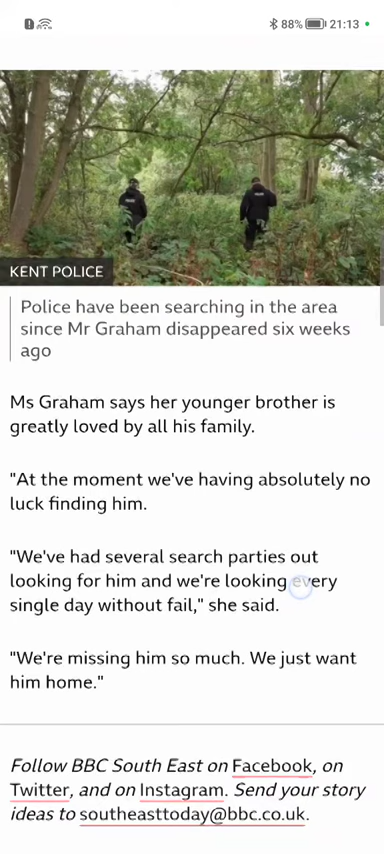 88% 21:13
KENT POLICE
Police have been searching in the area
since Mr Graham disappeared six weeks
ago
Ms Graham says her younger brother is
greatly loved by all his family.
"At the moment we've having absolutely no
luck finding him.
"We've had several search parties out
looking for him and we're looking every
single day without fail," she said.
"We're missing him so much. We just want
him home."
Follow BBC South East on Facebook, on
Twitter, and on Instagram. Send your story
ideas to southeasttoday@bbc.co.uk.